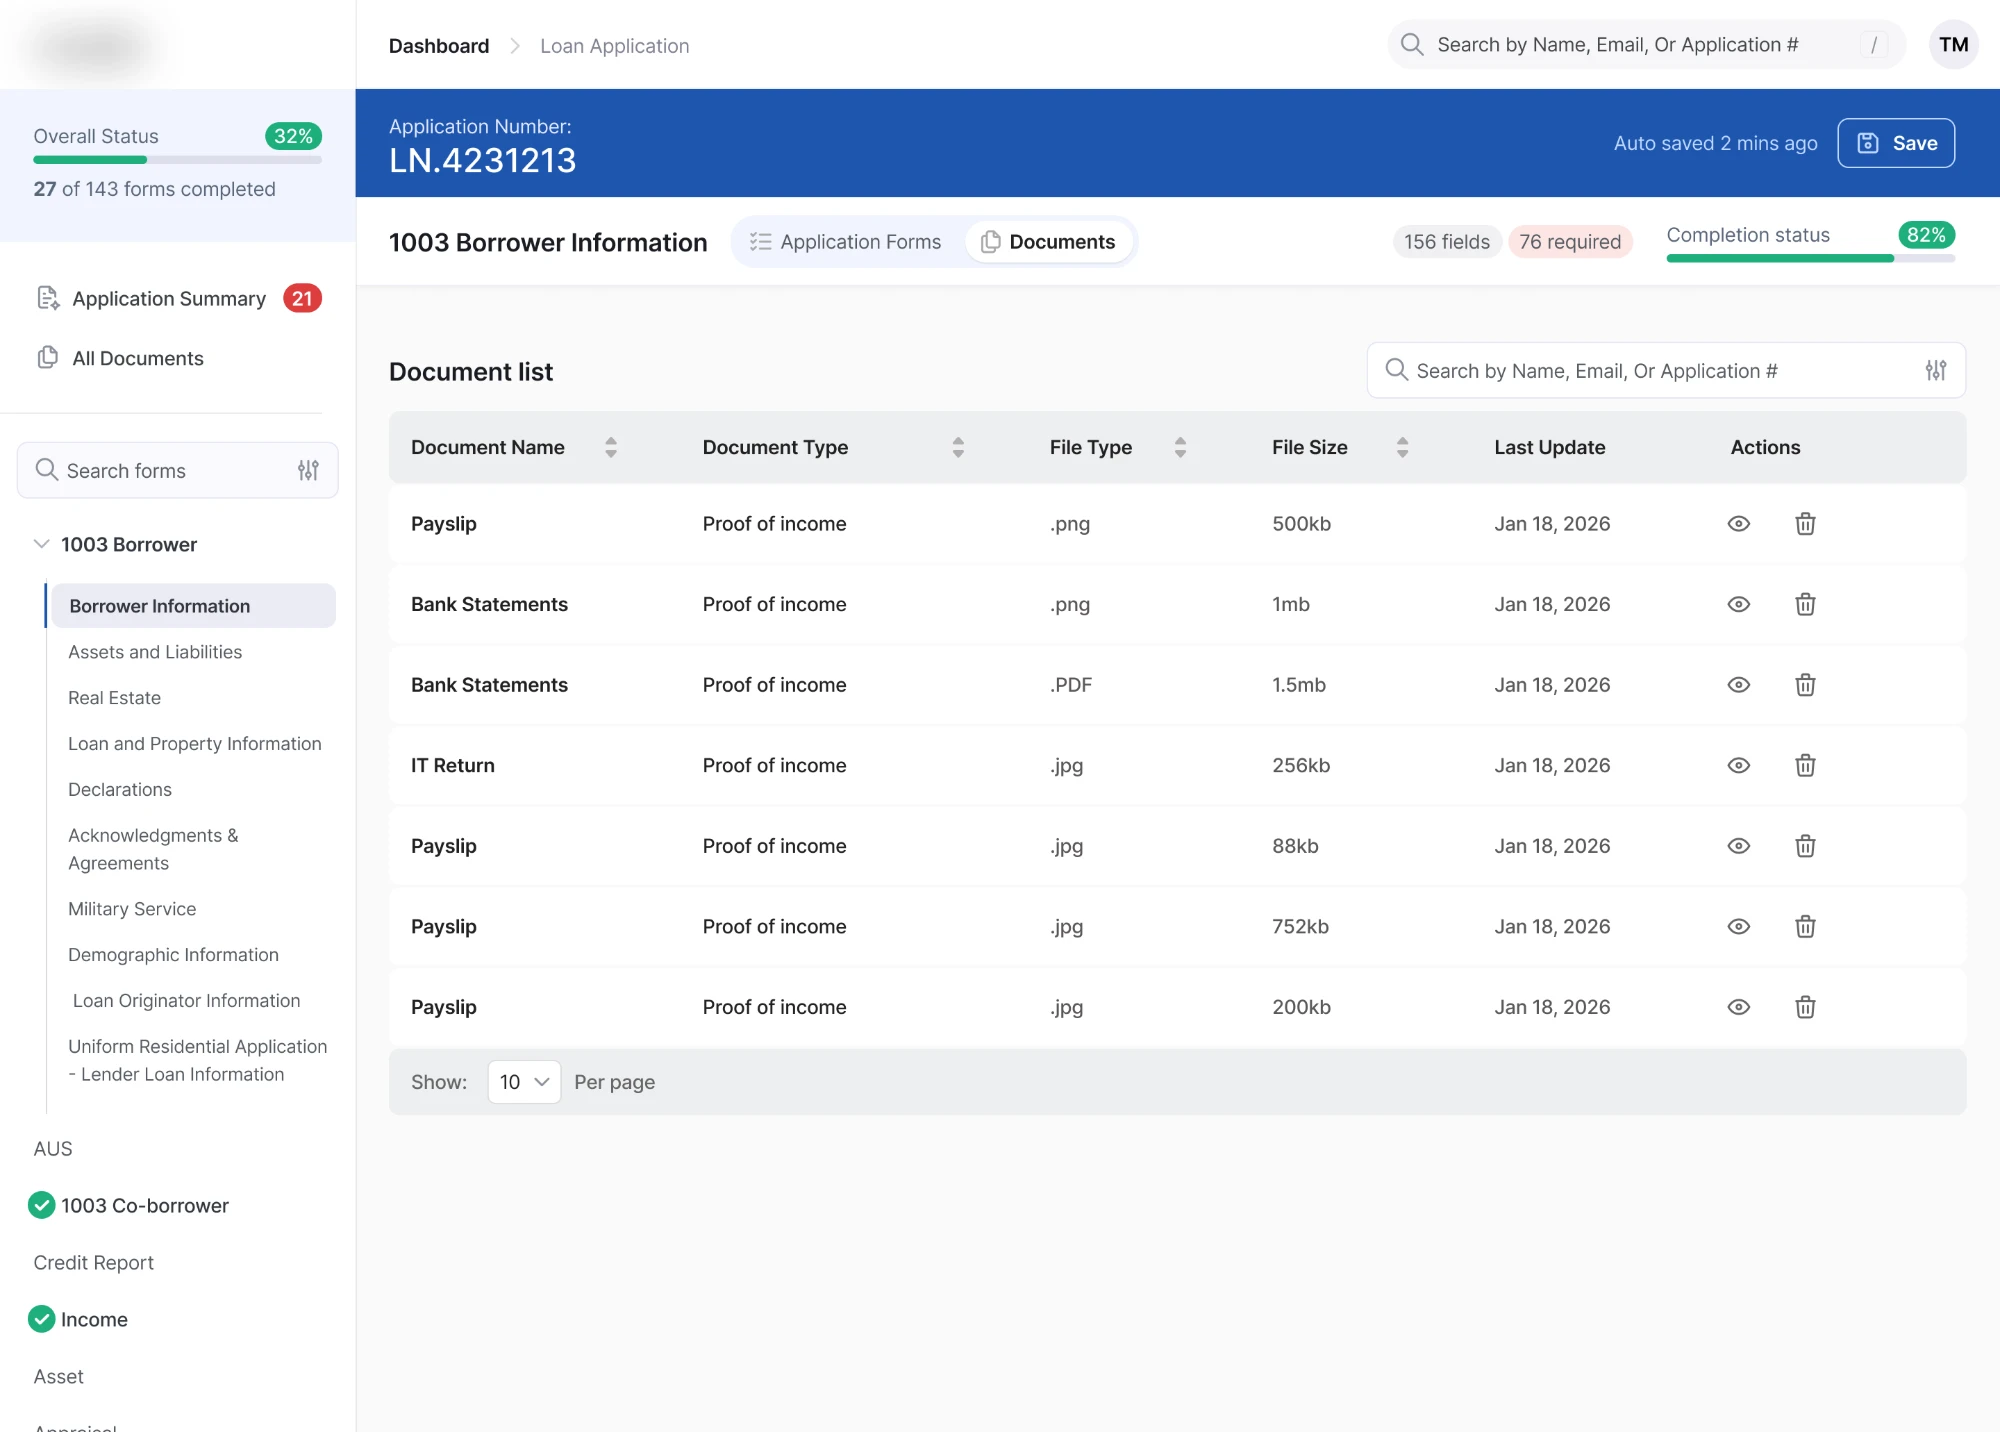 Dashboard
Loan Application
Search by Name, Email, Or Application #
/
TM
Overall Status
32%
27 of 143 forms completed
Application Summary
21
All Documents
Search forms
1003 Borrower
Borrower Information
Assets and Liabilities
Real Estate
Loan and Property Information
Declarations
Acknowledgments &
Agreements
Military Service
Demographic Information
Loan Originator Information
Uniform Residential Application
- Lender Loan Information
AUS
1003 Co-borrower
Credit Report
Income
Asset
Application Number:
LN.4231213
Auto saved 2 mins ago
Save
1003 Borrower Information
Application Forms
Documents
156 fields
76 required
Completion status
82%
Document list
Search by Name, Email, Or Application #
Document Name Document Type File Type File Size Last Update Actions
Payslip Proof of income .png 500kb Jan 18, 2026
Bank Statements Proof of income .png 1mb Jan 18, 2026
Bank Statements Proof of income .PDF 1.5mb Jan 18, 2026
IT Return Proof of income .jpg 256kb Jan 18, 2026
Payslip Proof of income .jpg 88kb Jan 18, 2026
Payslip Proof of income .jpg 752kb Jan 18, 2026
Payslip Proof of income .jpg 200kb Jan 18, 2026
Show: 10 Per page